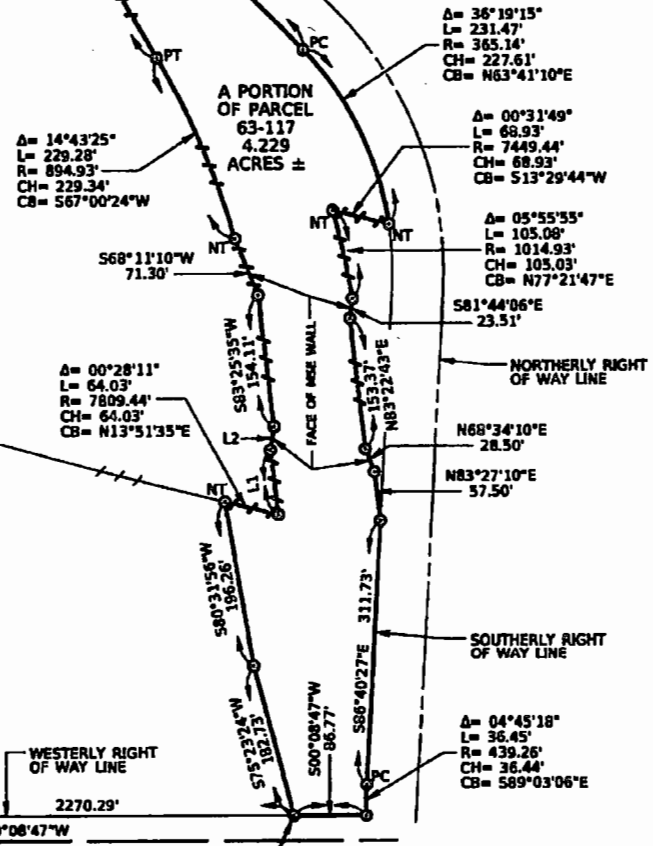 Δ= 36°19'15"
L= 231.47'
R= 365.14'
CH= 227.61'
CB= N63°41'10"E
PC
PT
A PORTION
OF PARCEL
63-117
4.229
ACRES ±
Δ= 00°31'49"
L= 68.93'
R= 7449.44'
CH= 68.93'
CB= S13°29'44"W
Δ= 14°43'25"
L= 229.28'
R= 894.93'
CH= 229.34'
CB= S67°00'24"W
NT
NT
NT
Δ= 05°55'55"
L= 105.08'
R= 1014.93'
CH= 105.03'
CB= N77°21'47"E
S68°11'10"W
71.30'
S81°44'06"E
23.51'
S83°25'35"W
154.11'
FACE OF MSE WALL
153.37'
N83°22'43"E
NORTHERLY RIGHT
OF WAY LINE
Δ= 00°28'11"
L= 64.03'
R= 7809.44'
CH= 64.03'
CB= N13°51'35"E
L2
L1
N68°34'10"E
28.50'
N83°27'10"E
57.50'
NT
S80°31'56"W
196.26'
311.73'
S86°40'27"E
SOUTHERLY RIGHT
OF WAY LINE
S75°23'24"W
182.73'
S00°08'47"W
86.77'
Δ= 04°45'18"
L= 36.45'
R= 439.26'
CH= 36.44'
CB= S89°03'06"E
PC
WESTERLY RIGHT
OF WAY LINE
2270.29'
°08'47"W